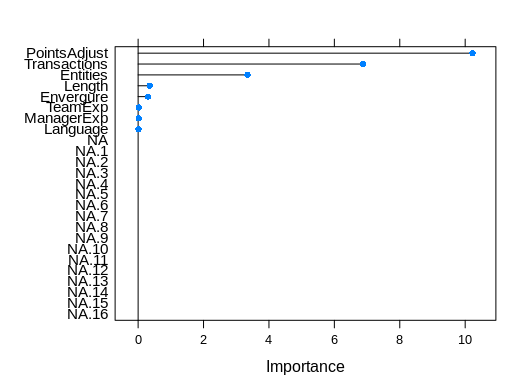 PointsAdjust
Transactions
Entities
Length
Envergure
TeamExp
ManagerExp
Language
NA
NA.1
NA.2
NA.3
NA.4
NA.5
NA.6
NA.7
NA.8
NA.9
NA.10
NA.11
NA.12
NA.13
NA.14
NA.15
NA.16
0 2 4 6 8 10
Importance